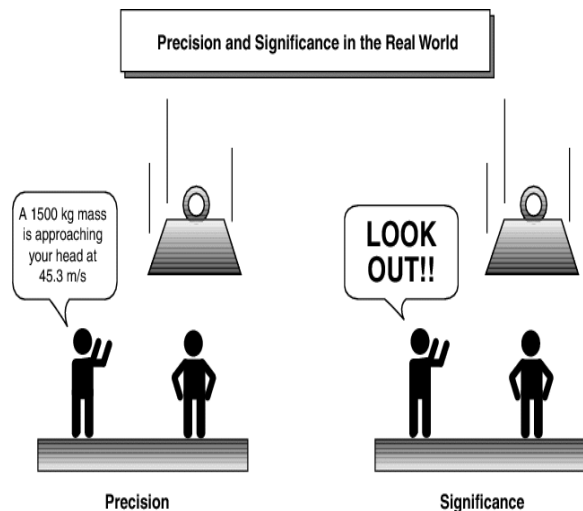 Precision and Significance in the Real World
A 1500 kg mass
is approaching
your head at
45.3 m/s
LOOK
OUT!!
Precision
Significance